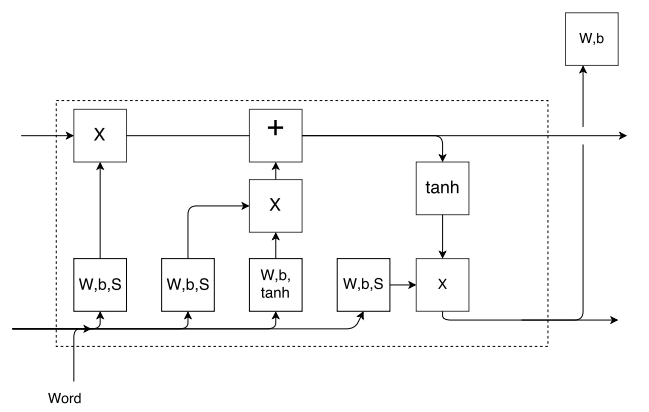 W,b
X
+
tanh
X
W,b,S
W,b,S
W,b,
tanh
W,b,S
x
Word